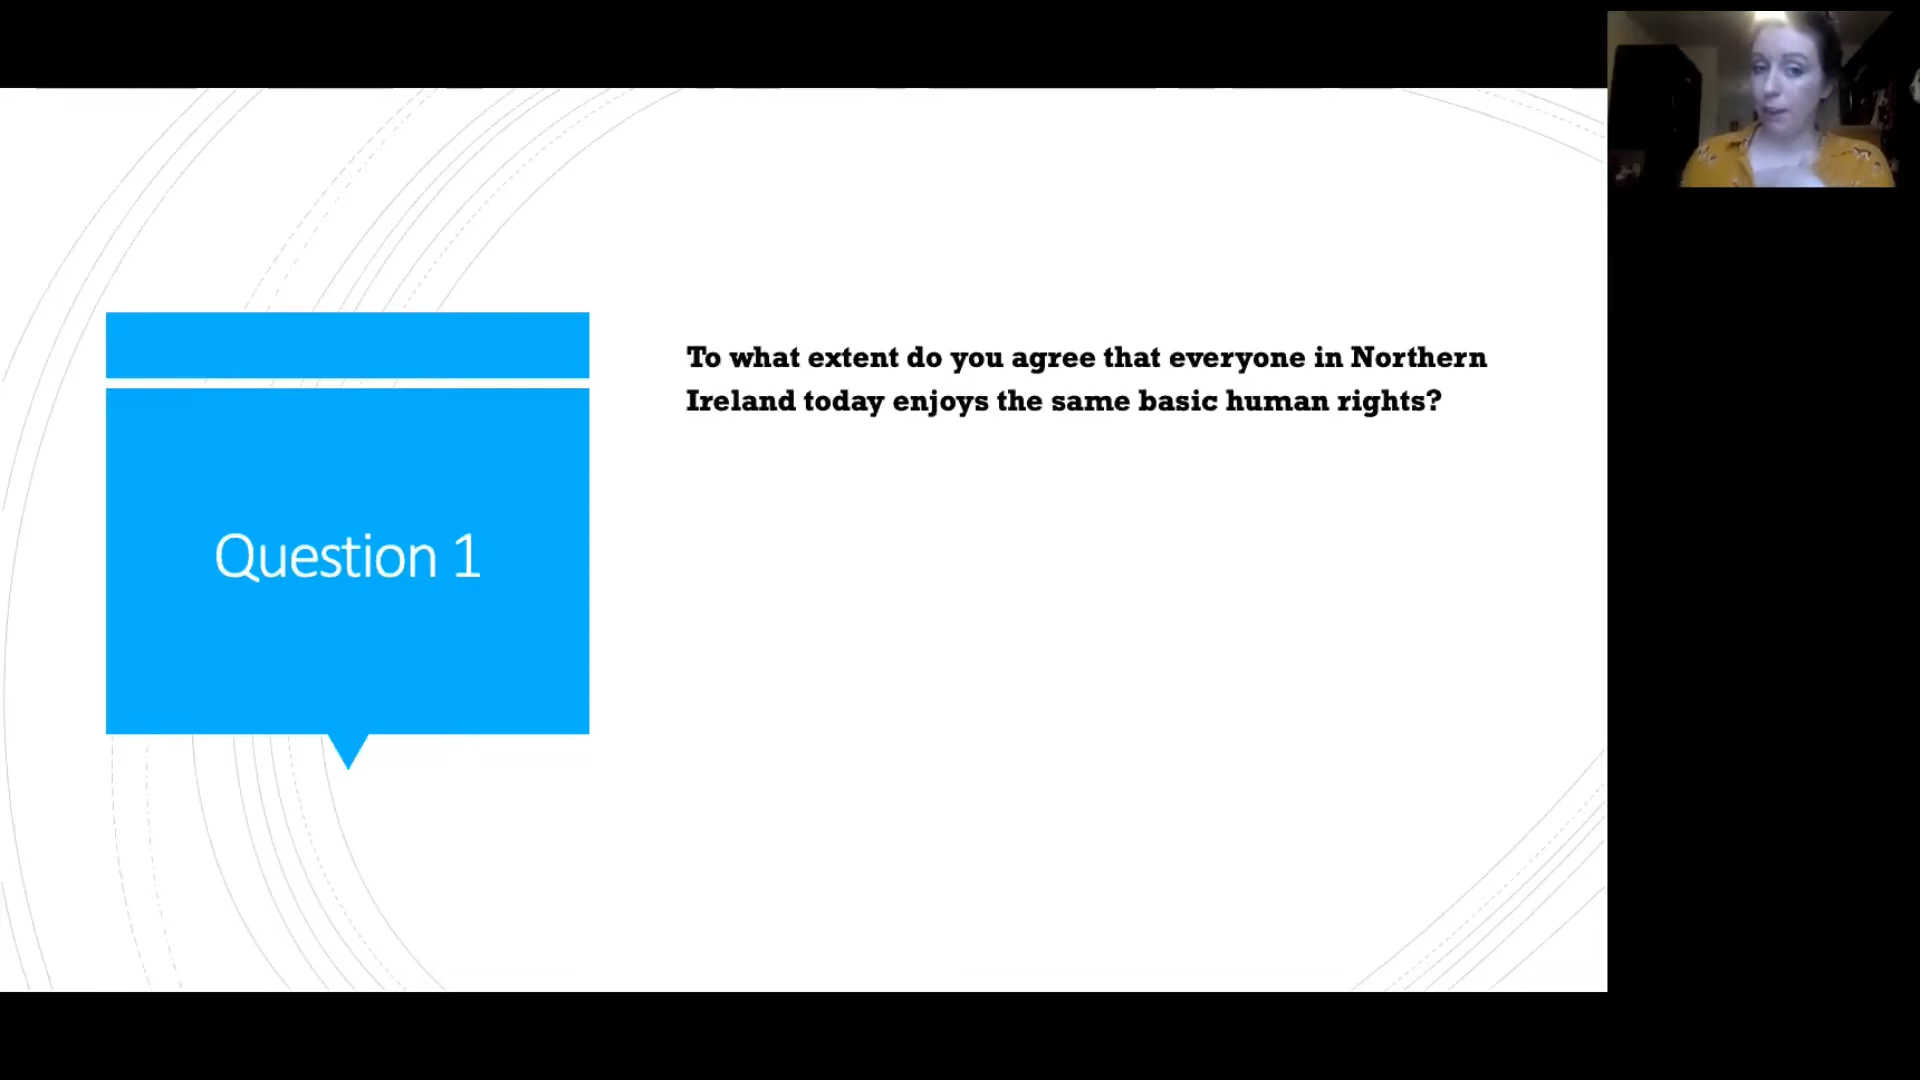 Question 1
To what extent do you agree that everyone in Northern
Ireland today enjoys the same basic human rights?